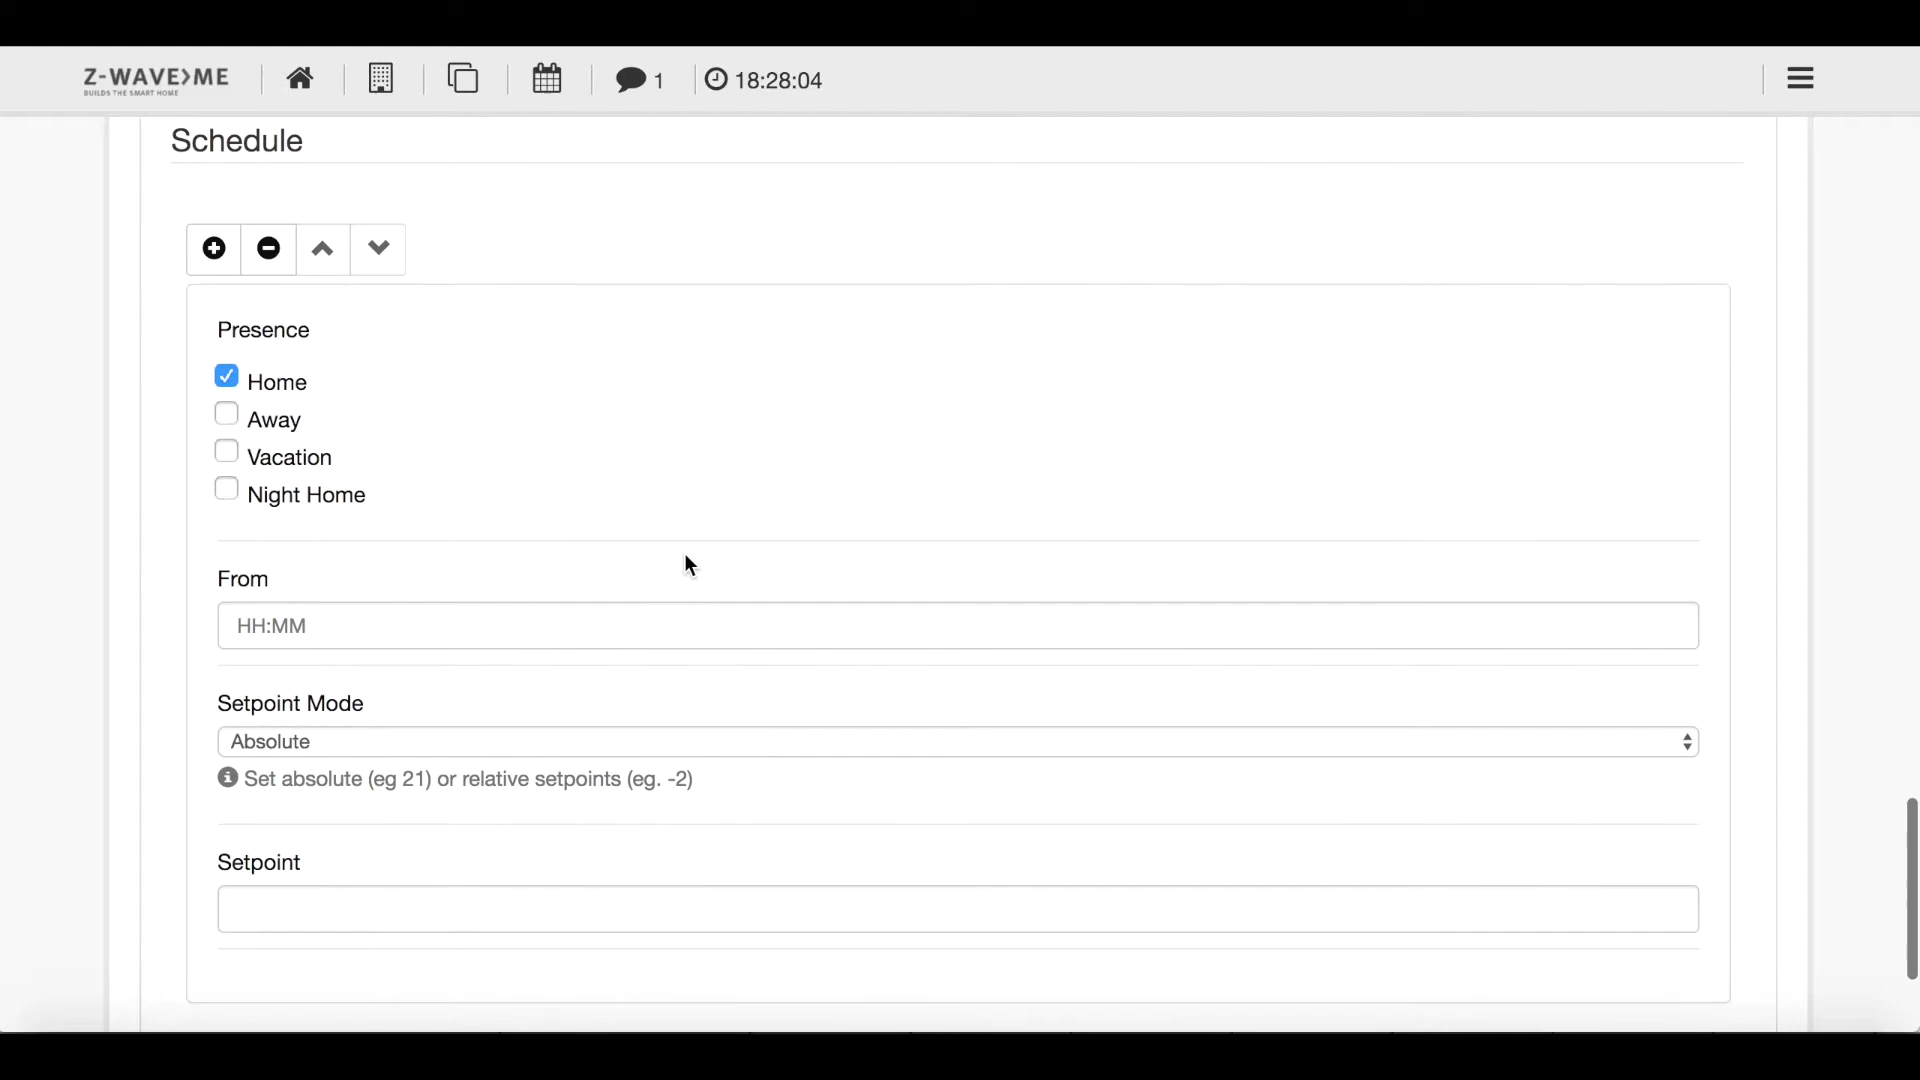 Z-WAVE>ME
BUILDS THE SMART HOME
1
18:28:04
Schedule
Presence
Home
Away
Vacation
Night Home
From
HH:MM
Setpoint Mode
Absolute
Set absolute (eg 21) or relative setpoints (eg. -2)
Setpoint